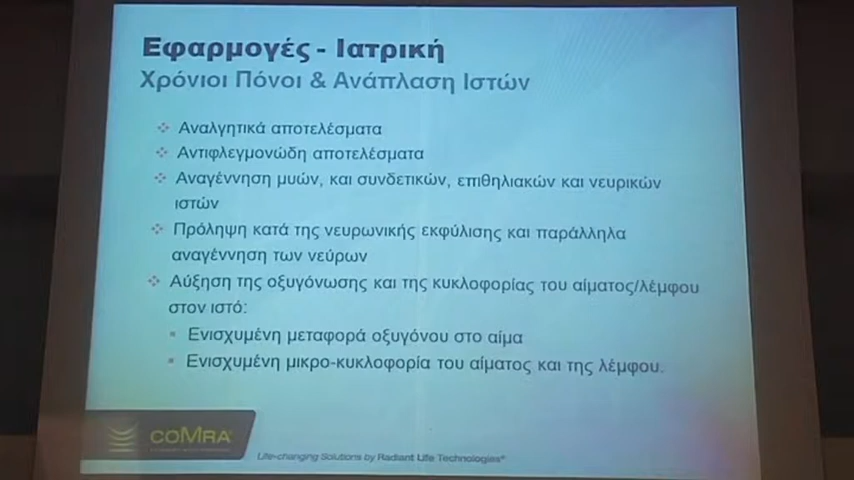 Εφαρμογές - Ιατρική
Χρόνιοι Πόνοι & Ανάπλαση Ιστών
Αναλγητικά αποτελέσματα
Αντιφλεγμονώδη αποτελέσματα
Αναγέννηση μυών, και συνδετικών, επιθηλιακών και νευρικών
ιστών
Πρόληψη κατά της νευρωνικής εκφύλισης και παράλληλα
αναγέννηση των νεύρων
Αύξηση της οξυγόνωσης και της κυκλοφορίας του αίματος/λέμφου
στον ιστό:
Ενισχυμένη μεταφορά οξυγόνου στο αίμα
Ενισχυμένη μικρο-κυκλοφορία του αίματος και της λέμφου.
COMRA®
Life-changing Solutions by Radiant Life Technologies®